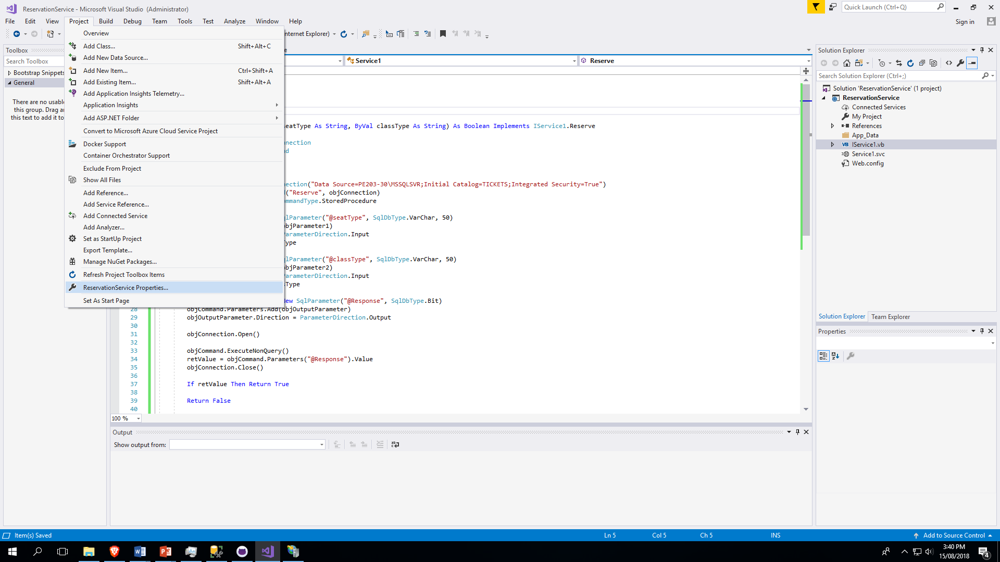 ReservationService - Microsoft Visual Studio (Administrator)
Quick Launch (Ctrl+Q)
File Edit View Project Build Debug Team Tools Test Analyze Window Help
Sign in
nternet Explorer)
Overview
Add Class... Shift+Alt+C
Add New Data Source...
Add New Item... Ctrl+Shift+A
Add Existing Item... Shift+Alt+A
Add Application Insights Telemetry...
Application Insights
Add ASP.NET Folder
Convert to Microsoft Azure Cloud Service Project
Docker Support
Container Orchestrator Support
Exclude From Project
Show All Files
Add Reference...
Add Service Reference...
Add Connected Service
Add Analyzer...
Set as StartUp Project
Export Template...
Manage NuGet Packages...
Refresh Project Toolbox Items
ReservationService Properties...
Set As Start Page
Toolbox
Search Toolbox
Bootstrap Snippets
General
There are no usabl
this group. Drag a
this text to add it to
Service1
Reserve
seatType As String, ByVal classType As String) As Boolean Implements IService1.Reserve
nnection
nd
nection("Data Source=PE203-30\MSSQLSVR;Initial Catalog=TICKETS;Integrated Security=True")
d("Reserve", objConnection)
ommandType.StoredProcedure
qlParameter("@seatType", SqlDbType.VarChar, 50)
objParameter1)
ParameterDirection.Input
Type
qlParameter("@classType", SqlDbType.VarChar, 50)
objParameter2)
ParameterDirection.Input
sType
New SqlParameter("@Response", SqlDbType.Bit)
28 objCommand.Parameters.Add(objOutputParameter)
29 objOutputParameter.Direction = ParameterDirection.Output
30
31 objConnection.Open()
32
33 objCommand.ExecuteNonQuery()
34 retValue = objCommand.Parameters("@Response").Value
35 objConnection.Close()
36
37 If retValue Then Return True
38
39 Return False
40
100 %
Output
Show output from:
Solution Explorer
Search Solution Explorer (Ctrl+;)
Solution 'ReservationService' (1 project)
ReservationService
Connected Services
My Project
References
App_Data
VB IService1.vb
Service1.svc
Web.config
Solution Explorer Team Explorer
Properties
Item(s) Saved
Ln 5 Col 5 Ch 5 INS
Add to Source Control
3:40 PM
15/08/2018
4